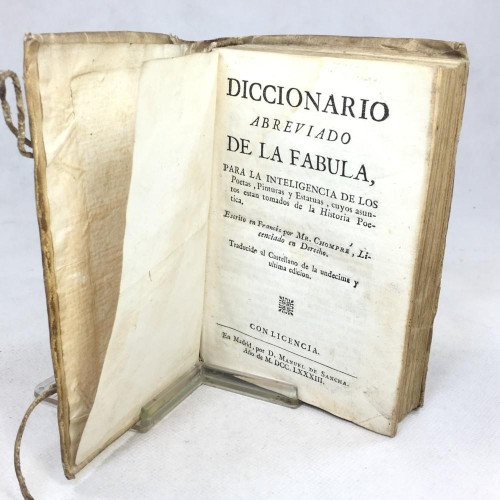 DICCIONARIO
ABREVIADO
DE LA FABULA,
PARA LA INTELIGENCIA DE LOS
Poetas, Pinturas y Estatuas, cuyos asun-
tos estan tomados de la Historia Poe-
tica.
Escrito en Francés por MR. CHOMPRÉ, Li-
cenciado en Derecho.
Traducido al Castellano de la undecima y
ultima edicion.
CON LICENCIA.
En Madrid, por D. MANUEL DE SANCHA.
Año de M.DCC.LXXXIII.